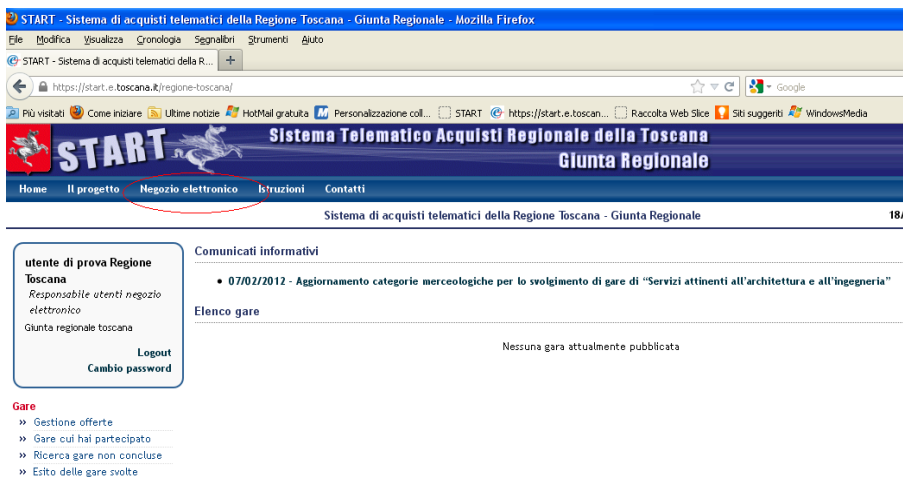 START - Sistema di acquisti telematici della Regione Toscana - Giunta Regionale - Mozilla Firefox
File Modifica Visualizza Cronologia Segnalibri Strumenti Aiuto
START - Sistema di acquisti telematici della R... +
https://start.e.toscana.it/regione-toscana/ Google
Più visitati Come iniziare Ultime notizie HotMail gratuita Personalizzazione coll... START https://start.e.toscan... Raccolta Web Slice Siti suggeriti WindowsMedia
START Sistema Telematico Acquisti Regionale della Toscana
Giunta Regionale
Home Il progetto Negozio elettronico Istruzioni Contatti
Sistema di acquisti telematici della Regione Toscana - Giunta Regionale 18/
utente di prova Regione
Toscana
Responsabile utenti negozio
elettronico
Giunta regionale toscana
Logout
Cambio password
Comunicati informativi
• 07/02/2012 - Aggiornamento categorie merceologiche per lo svolgimento di gare di “Servizi attinenti all'architettura e all'ingegneria”
Elenco gare
Nessuna gara attualmente pubblicata
Gare
» Gestione offerte
» Gare cui hai partecipato
» Ricerca gare non concluse
» Esito delle gare svolte